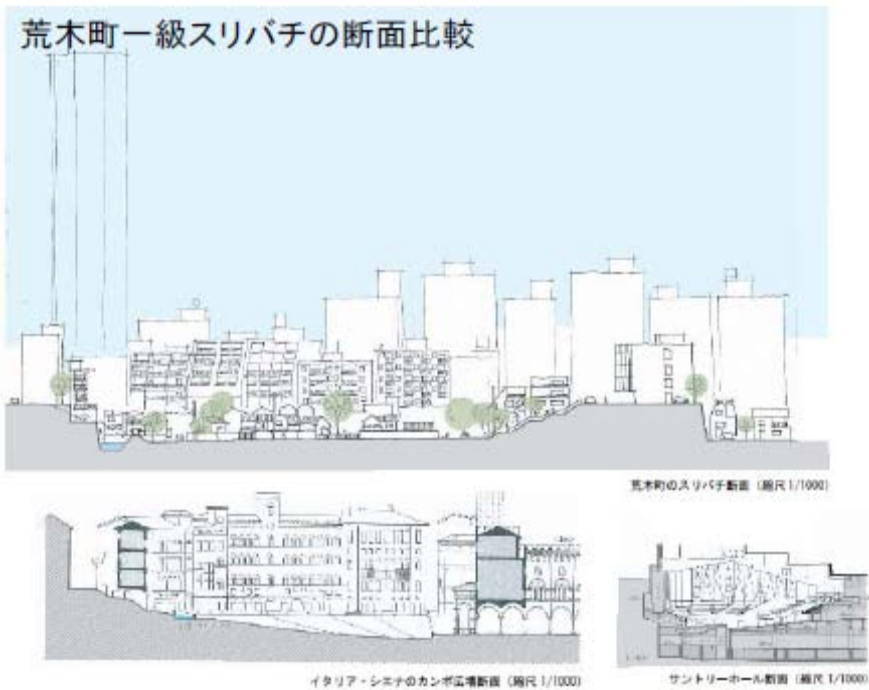 荒木町一級スリバチの断面比較
荒木町のスリバチ断面（縮尺 1/1000）
イタリア・シエナのカンポ広場断面（縮尺 1/1000）
サントリーホール断面（縮尺 1/1000）